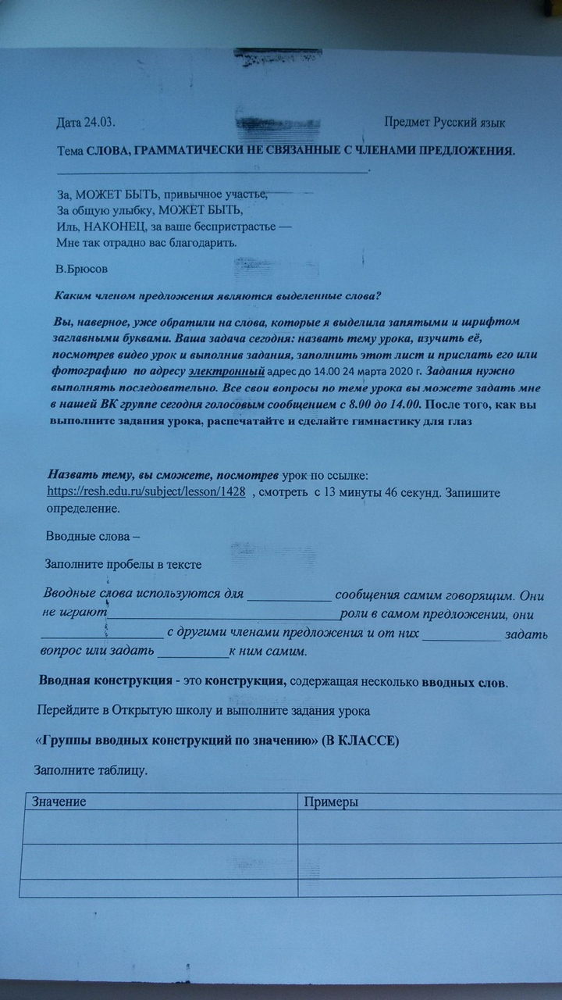 Дата 24.03. Предмет Русский язык
Тема СЛОВА, ГРАММАТИЧЕСКИ НЕ СВЯЗАННЫЕ С ЧЛЕНАМИ ПРЕДЛОЖЕНИЯ.
______________________________.
За, МОЖЕТ БЫТЬ, привычное участье,
За общую улыбку, МОЖЕТ БЫТЬ,
Иль, НАКОНЕЦ, за ваше беспристрастье —
Мне так отрадно вас благодарить.
В.Брюсов
Каким членом предложения являются выделенные слова?
Вы, наверное, уже обратили на слова, которые я выделила запятыми и шрифтом
заглавными буквами. Ваша задача сегодня: назвать тему урока, изучить её,
посмотрев видео урок и выполнив задания, заполнить этот лист и прислать его или
фотографию по адресу электронный адрес до 14.00 24 марта 2020 г. Задания нужно
выполнять последовательно. Все свои вопросы по теме урока вы можете задать мне
в нашей ВК группе сегодня голосовым сообщением с 8.00 до 14.00. После того, как вы
выполните задания урока, распечатайте и сделайте гимнастику для глаз
Назвать тему, вы сможете, посмотрев урок по ссылке:
https://resh.edu.ru/subject/lesson/1428 , смотреть с 13 минуты 46 секунд. Запишите
определение.
Вводные слова –
Заполните пробелы в тексте
Вводные слова используются для ____________ сообщения самим говорящим. Они
не играют__________________________________роли в самом предложении, они
__________________ с другими членами предложения и от них ___________ задать
вопрос или задать __________к ним самим.
Вводная конструкция - это конструкция, содержащая несколько вводных слов.
Перейдите в Открытую школу и выполните задания урока
«Группы вводных конструкций по значению» (В КЛАССЕ)
Заполните таблицу.
Значение Примеры